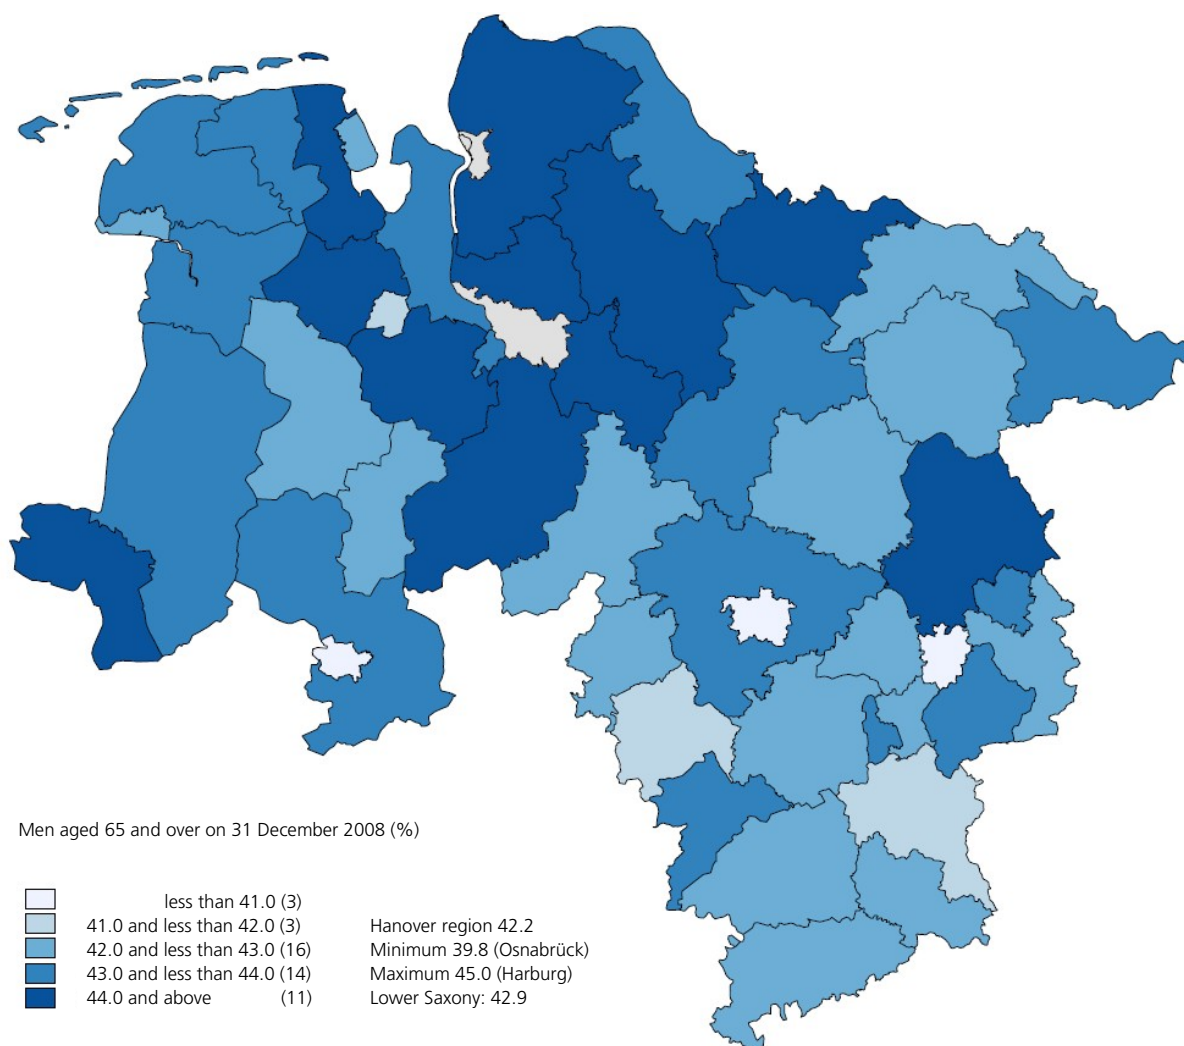 Men aged 65 and over on 31 December 2008 (%)
less than 41.0 (3)
41.0 and less than 42.0 (3) Hanover region 42.2
42.0 and less than 43.0 (16) Minimum 39.8 (Osnabrück)
43.0 and less than 44.0 (14) Maximum 45.0 (Harburg)
44.0 and above (11) Lower Saxony: 42.9